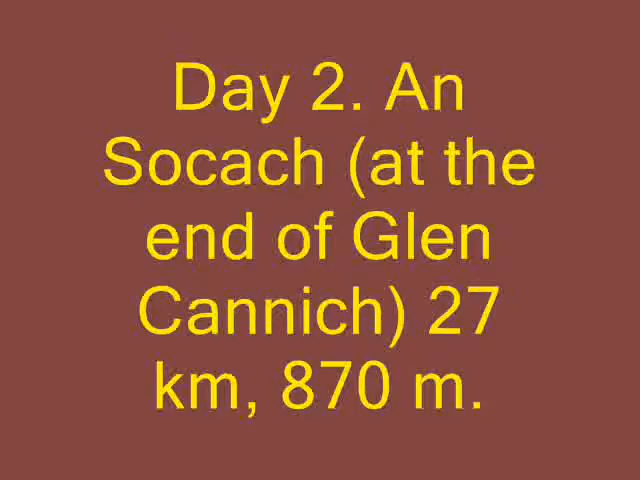 Day 2. An
Socach (at the
end of Glen
Cannich) 27
km, 870 m.